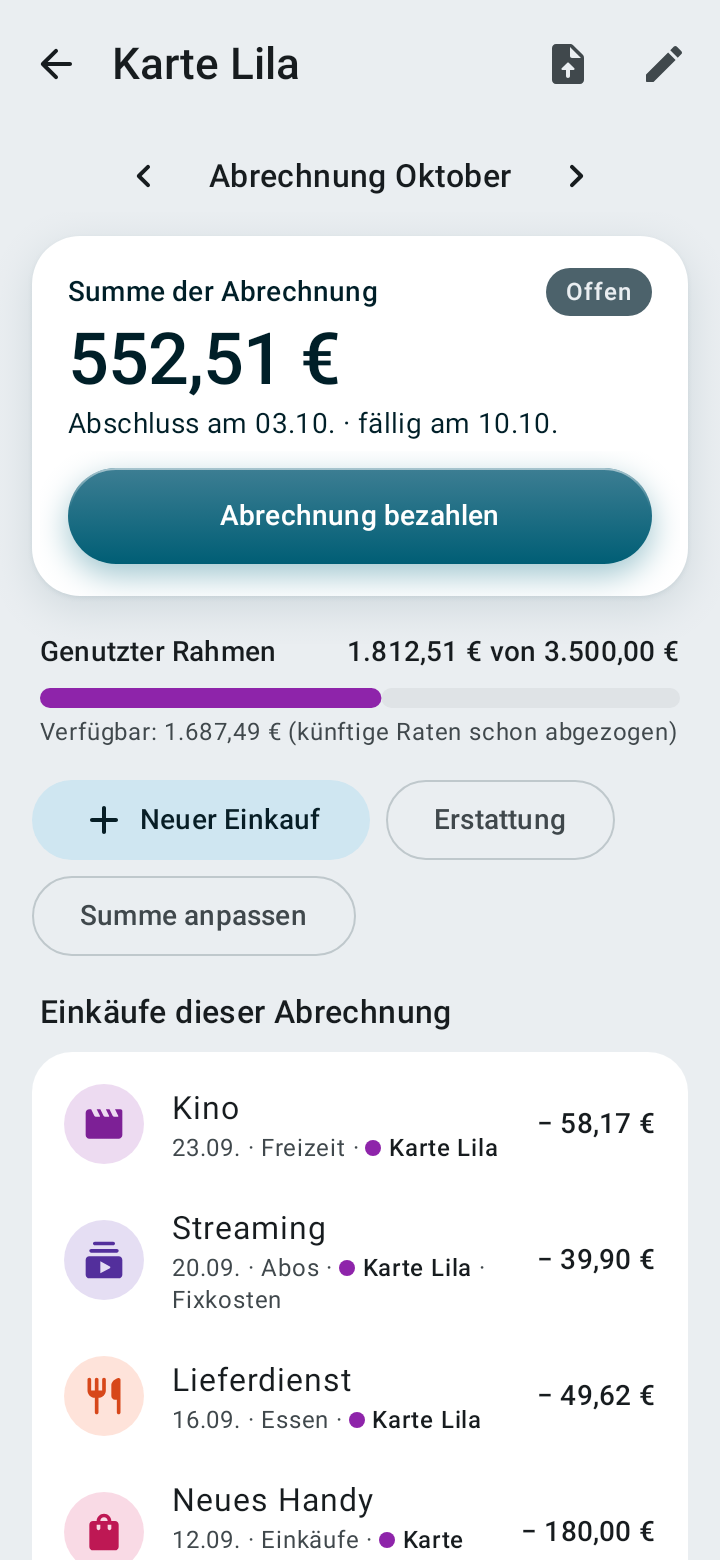 Karte Lila
Abrechnung Oktober
Summe der Abrechnung
Offen
552,51 €
Abschluss am 03.10. · fällig am 10.10.
Abrechnung bezahlen
Genutzter Rahmen
1.812,51 € von 3.500,00 €
Verfügbar: 1.687,49 € (künftige Raten schon abgezogen)
Neuer Einkauf
Erstattung
Summe anpassen
Einkäufe dieser Abrechnung
Kino
23.09. · Freizeit · Karte Lila
− 58,17 €
Streaming
20.09. · Abos · Karte Lila ·
Fixkosten
− 39,90 €
Lieferdienst
16.09. · Essen · Karte Lila
− 49,62 €
Neues Handy
12.09. · Einkäufe · Karte
− 180,00 €